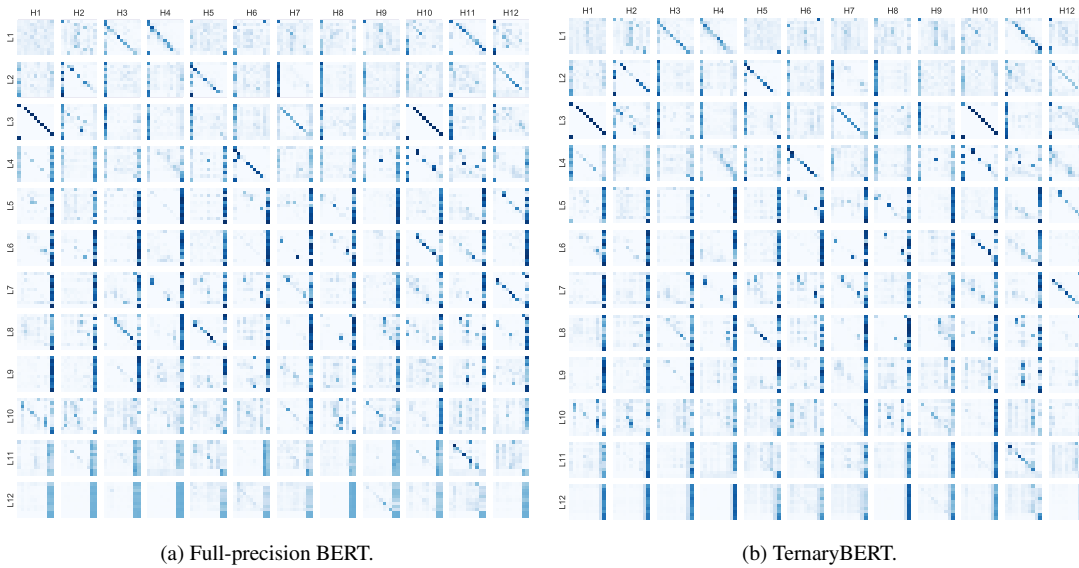 H1 H2 H3 H4 H5 H6 H7 H8 H9 H10 H11 H12
L1
L2
L3
L4
L5
L6
L7
L8
L9
L10
L11
L12
(a) Full-precision BERT.
H1 H2 H3 H4 H5 H6 H7 H8 H9 H10 H11 H12
L1
L2
L3
L4
L5
L6
L7
L8
L9
L10
L11
L12
(b) TernaryBERT.